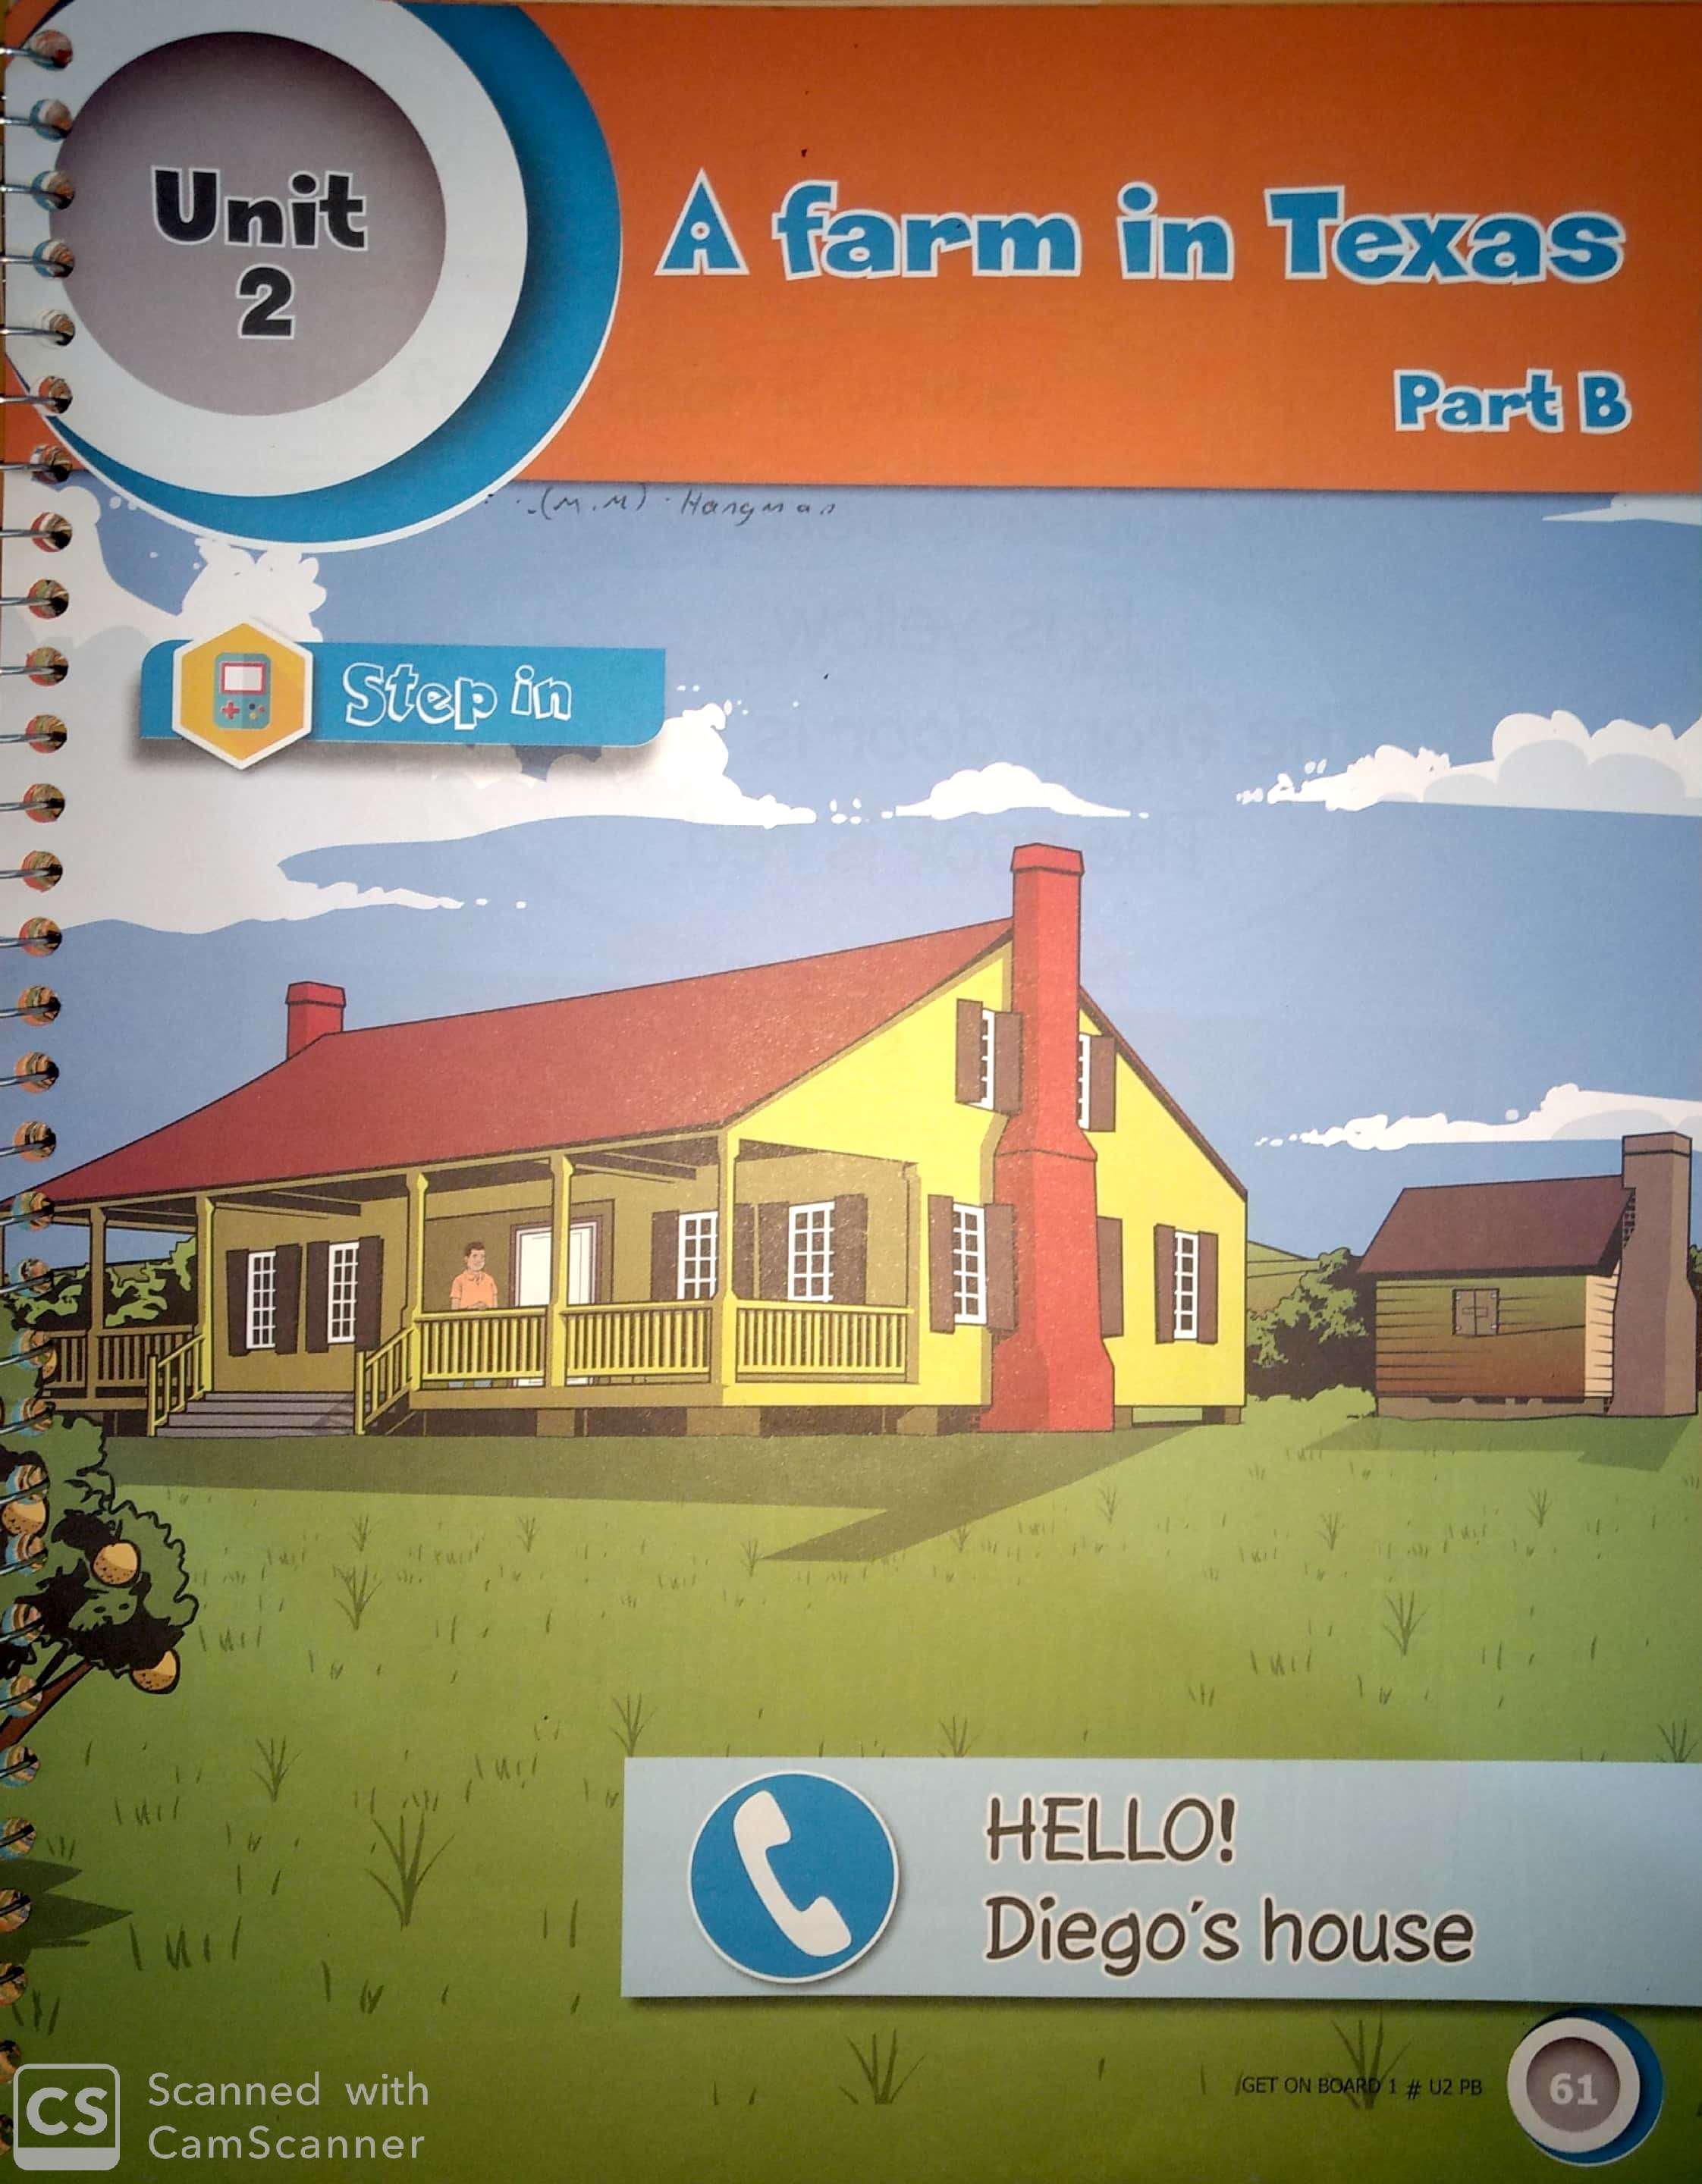 Unit
2
A farm in Texas
Part B
(M.M) · Hangman
Step in
HELLO!
Diego's house
GET ON BOARD 1 # U2 PB
61
CS
Scanned with
CamScanner